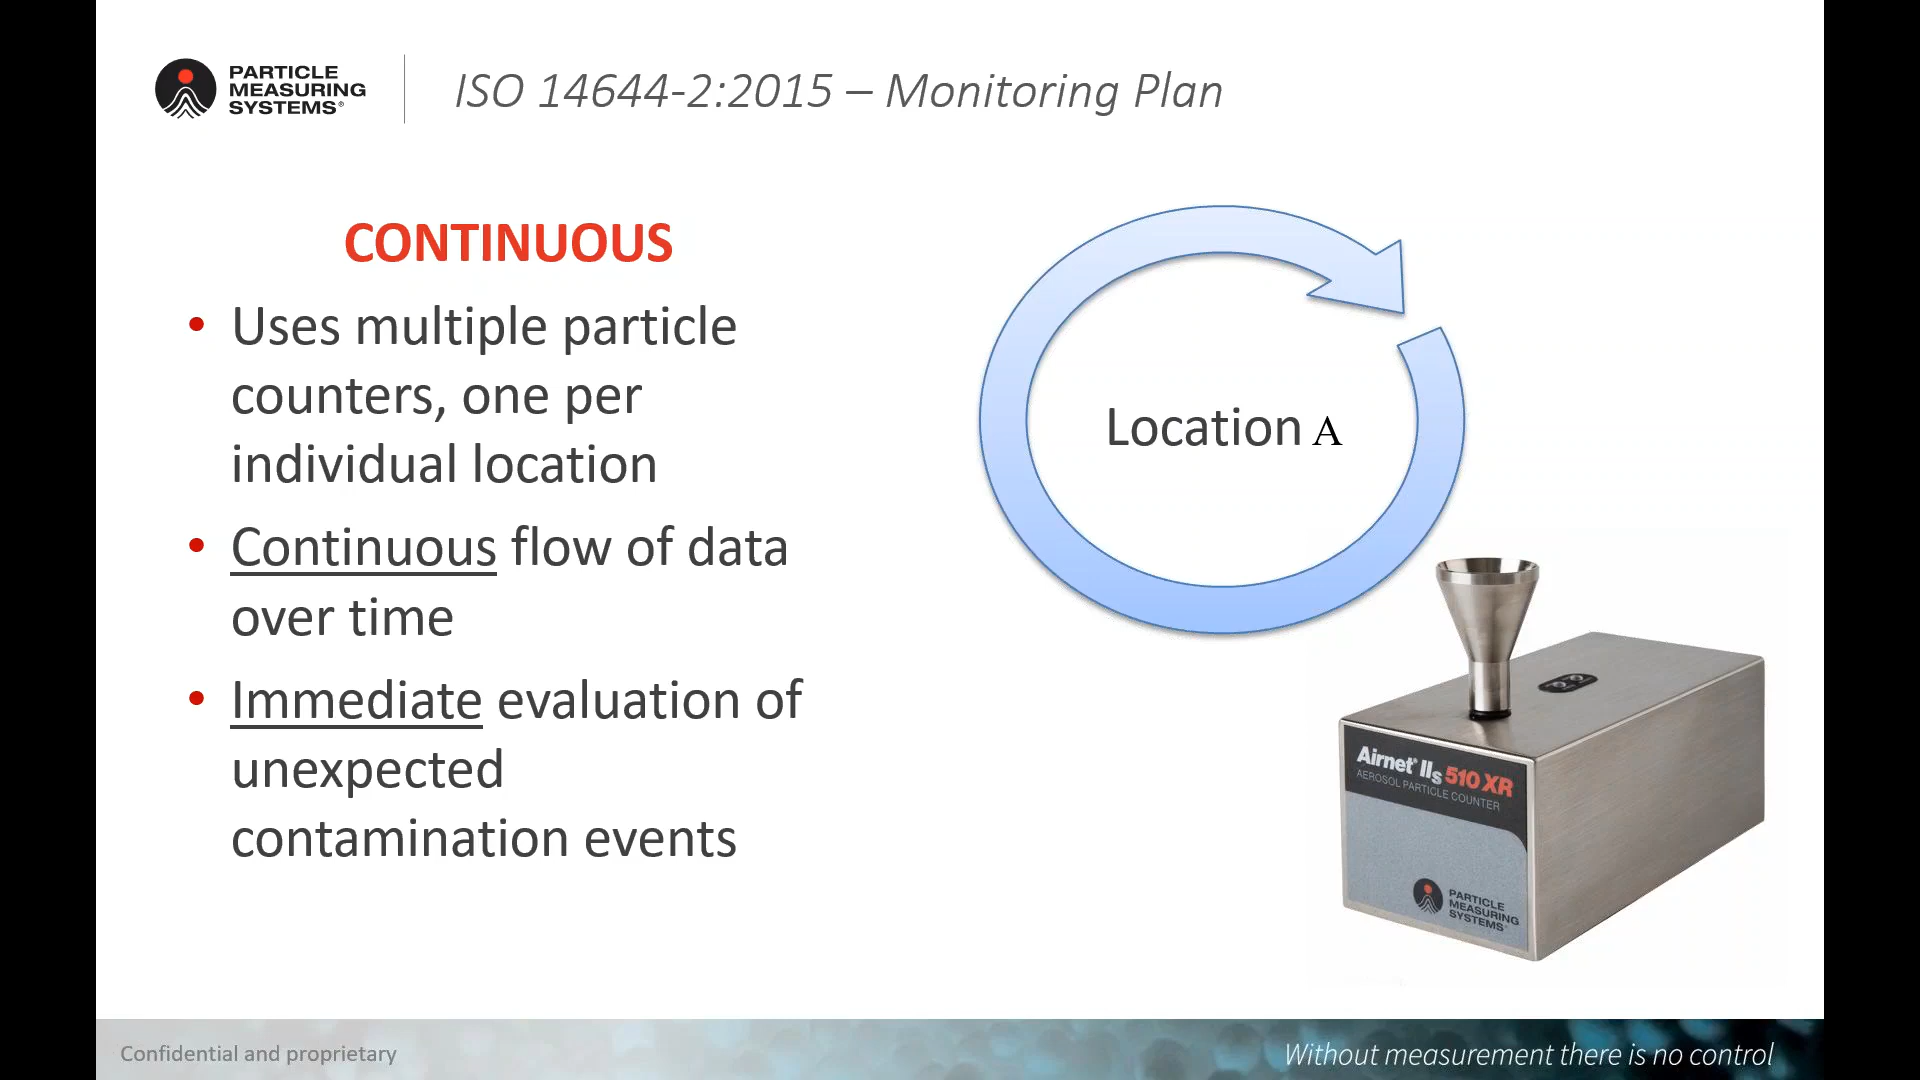 PARTICLE
MEASURING
SYSTEMS®
ISO 14644-2:2015 – Monitoring Plan
CONTINUOUS
• Uses multiple particle
counters, one per
individual location
• Continuous flow of data
over time
• Immediate evaluation of
unexpected
contamination events
Location A
Airnet® IIs 510 XR
AEROSOL PARTICLE COUNTER
PARTICLE
MEASURING
SYSTEMS®
Confidential and proprietary
Without measurement there is no control